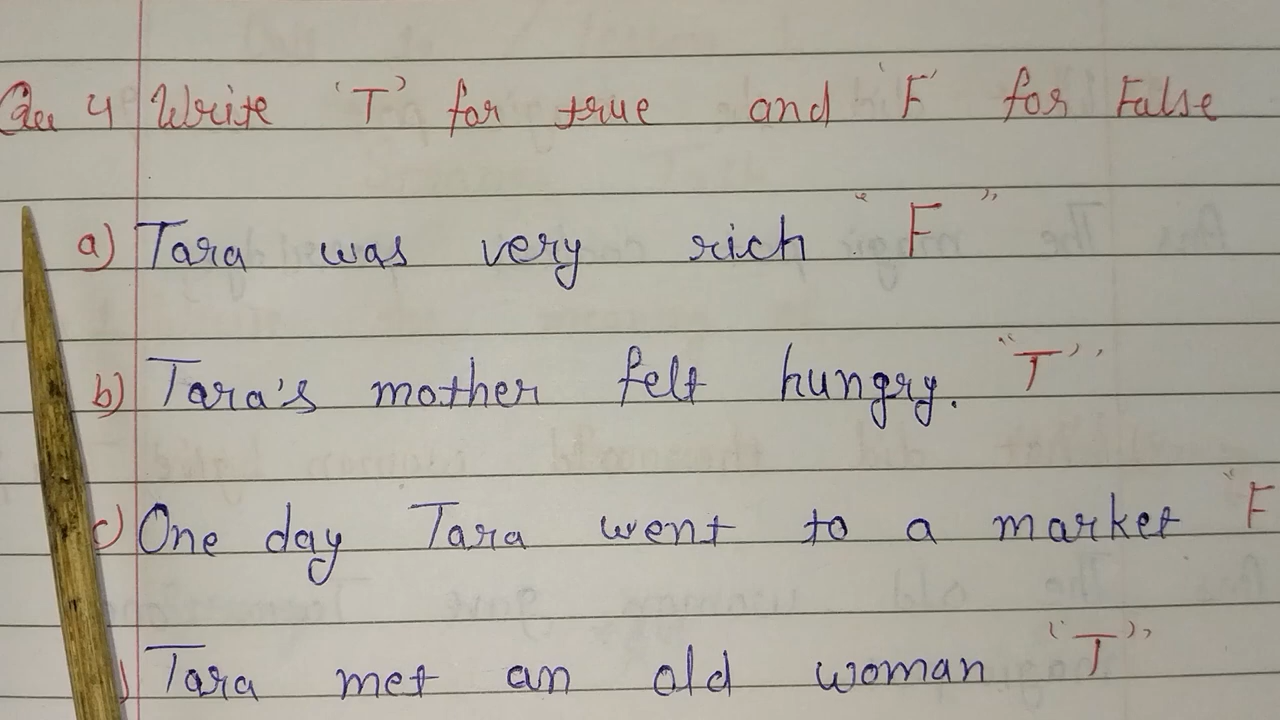 Qu 4 Write 'T' for true and 'F' for False
a) Tara was very rich "F"
b) Tara's mother felt hungry. "T"
c) One day Tara went to a market "F
) Tara met an old woman "T"